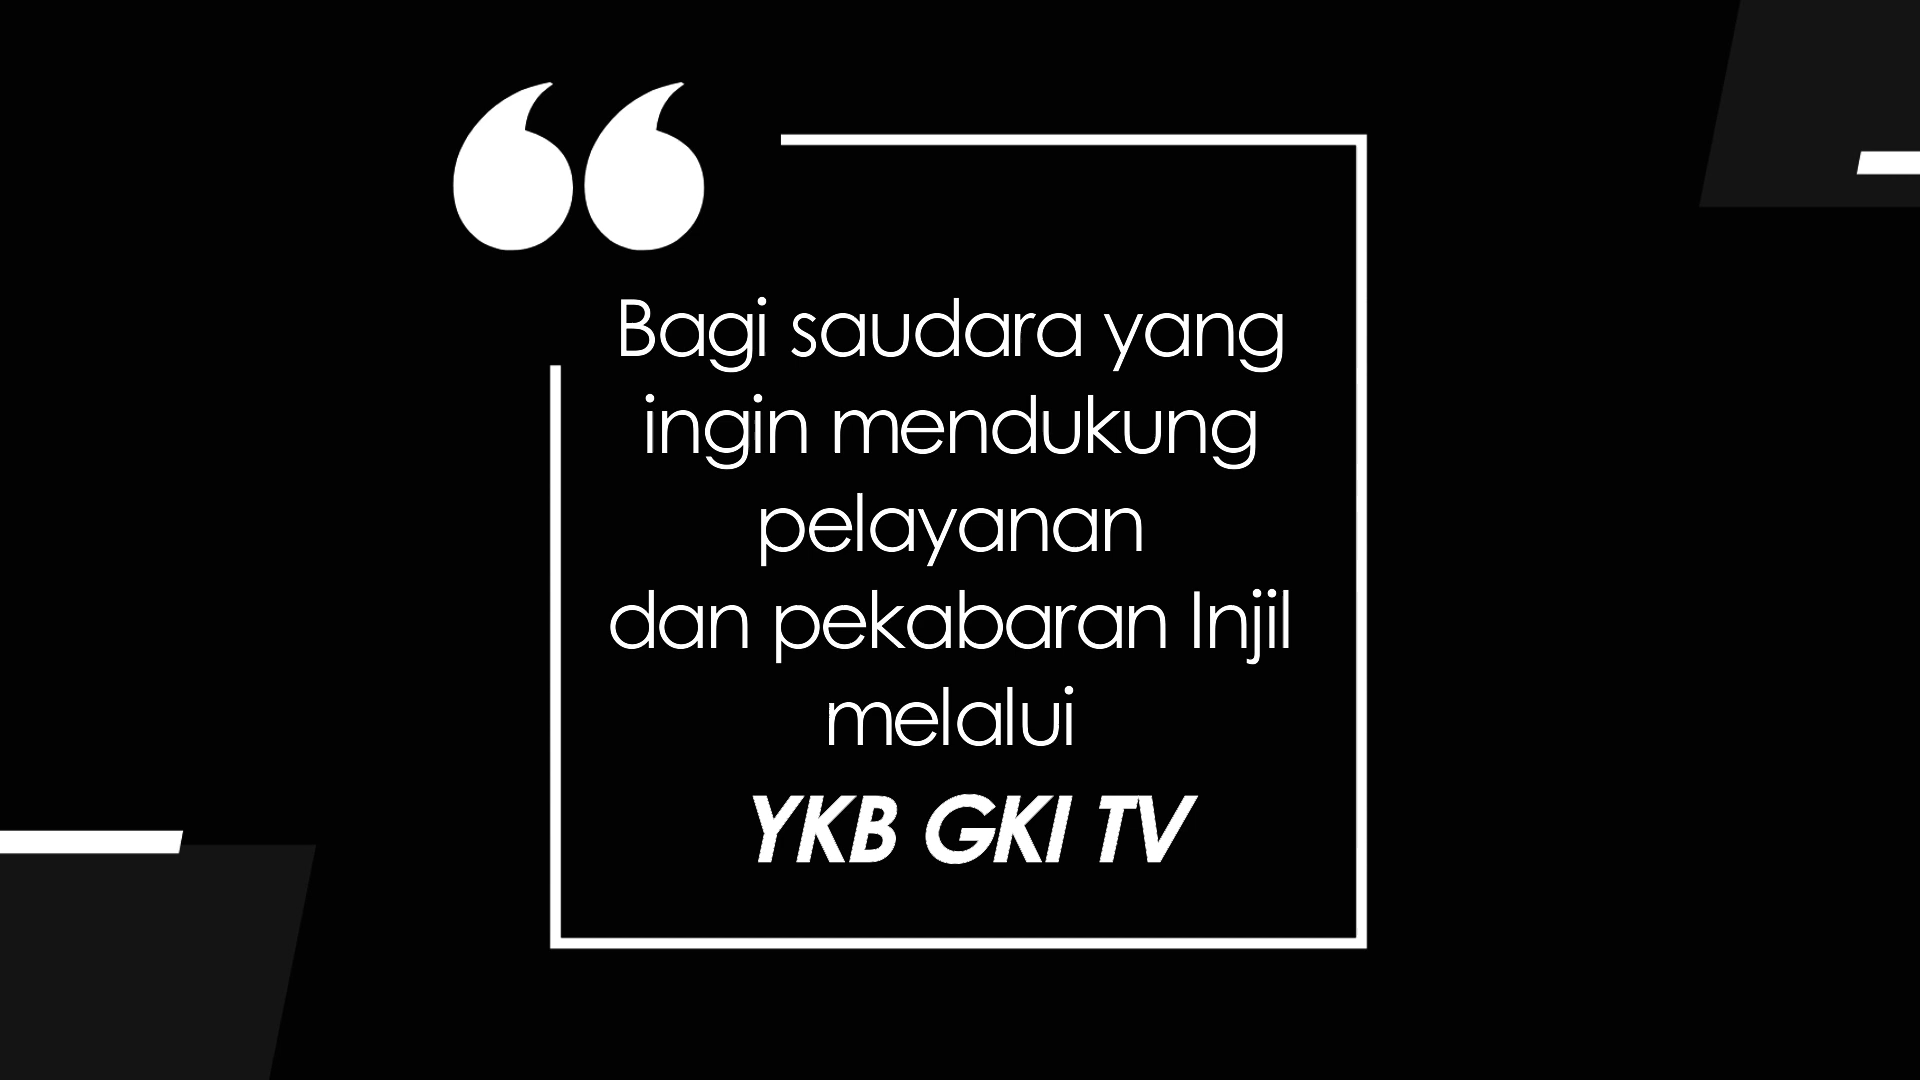 Bagi saudara yang
ingin mendukung
pelayanan
dan pekabaran Injil
melalui
YKB GKI TV